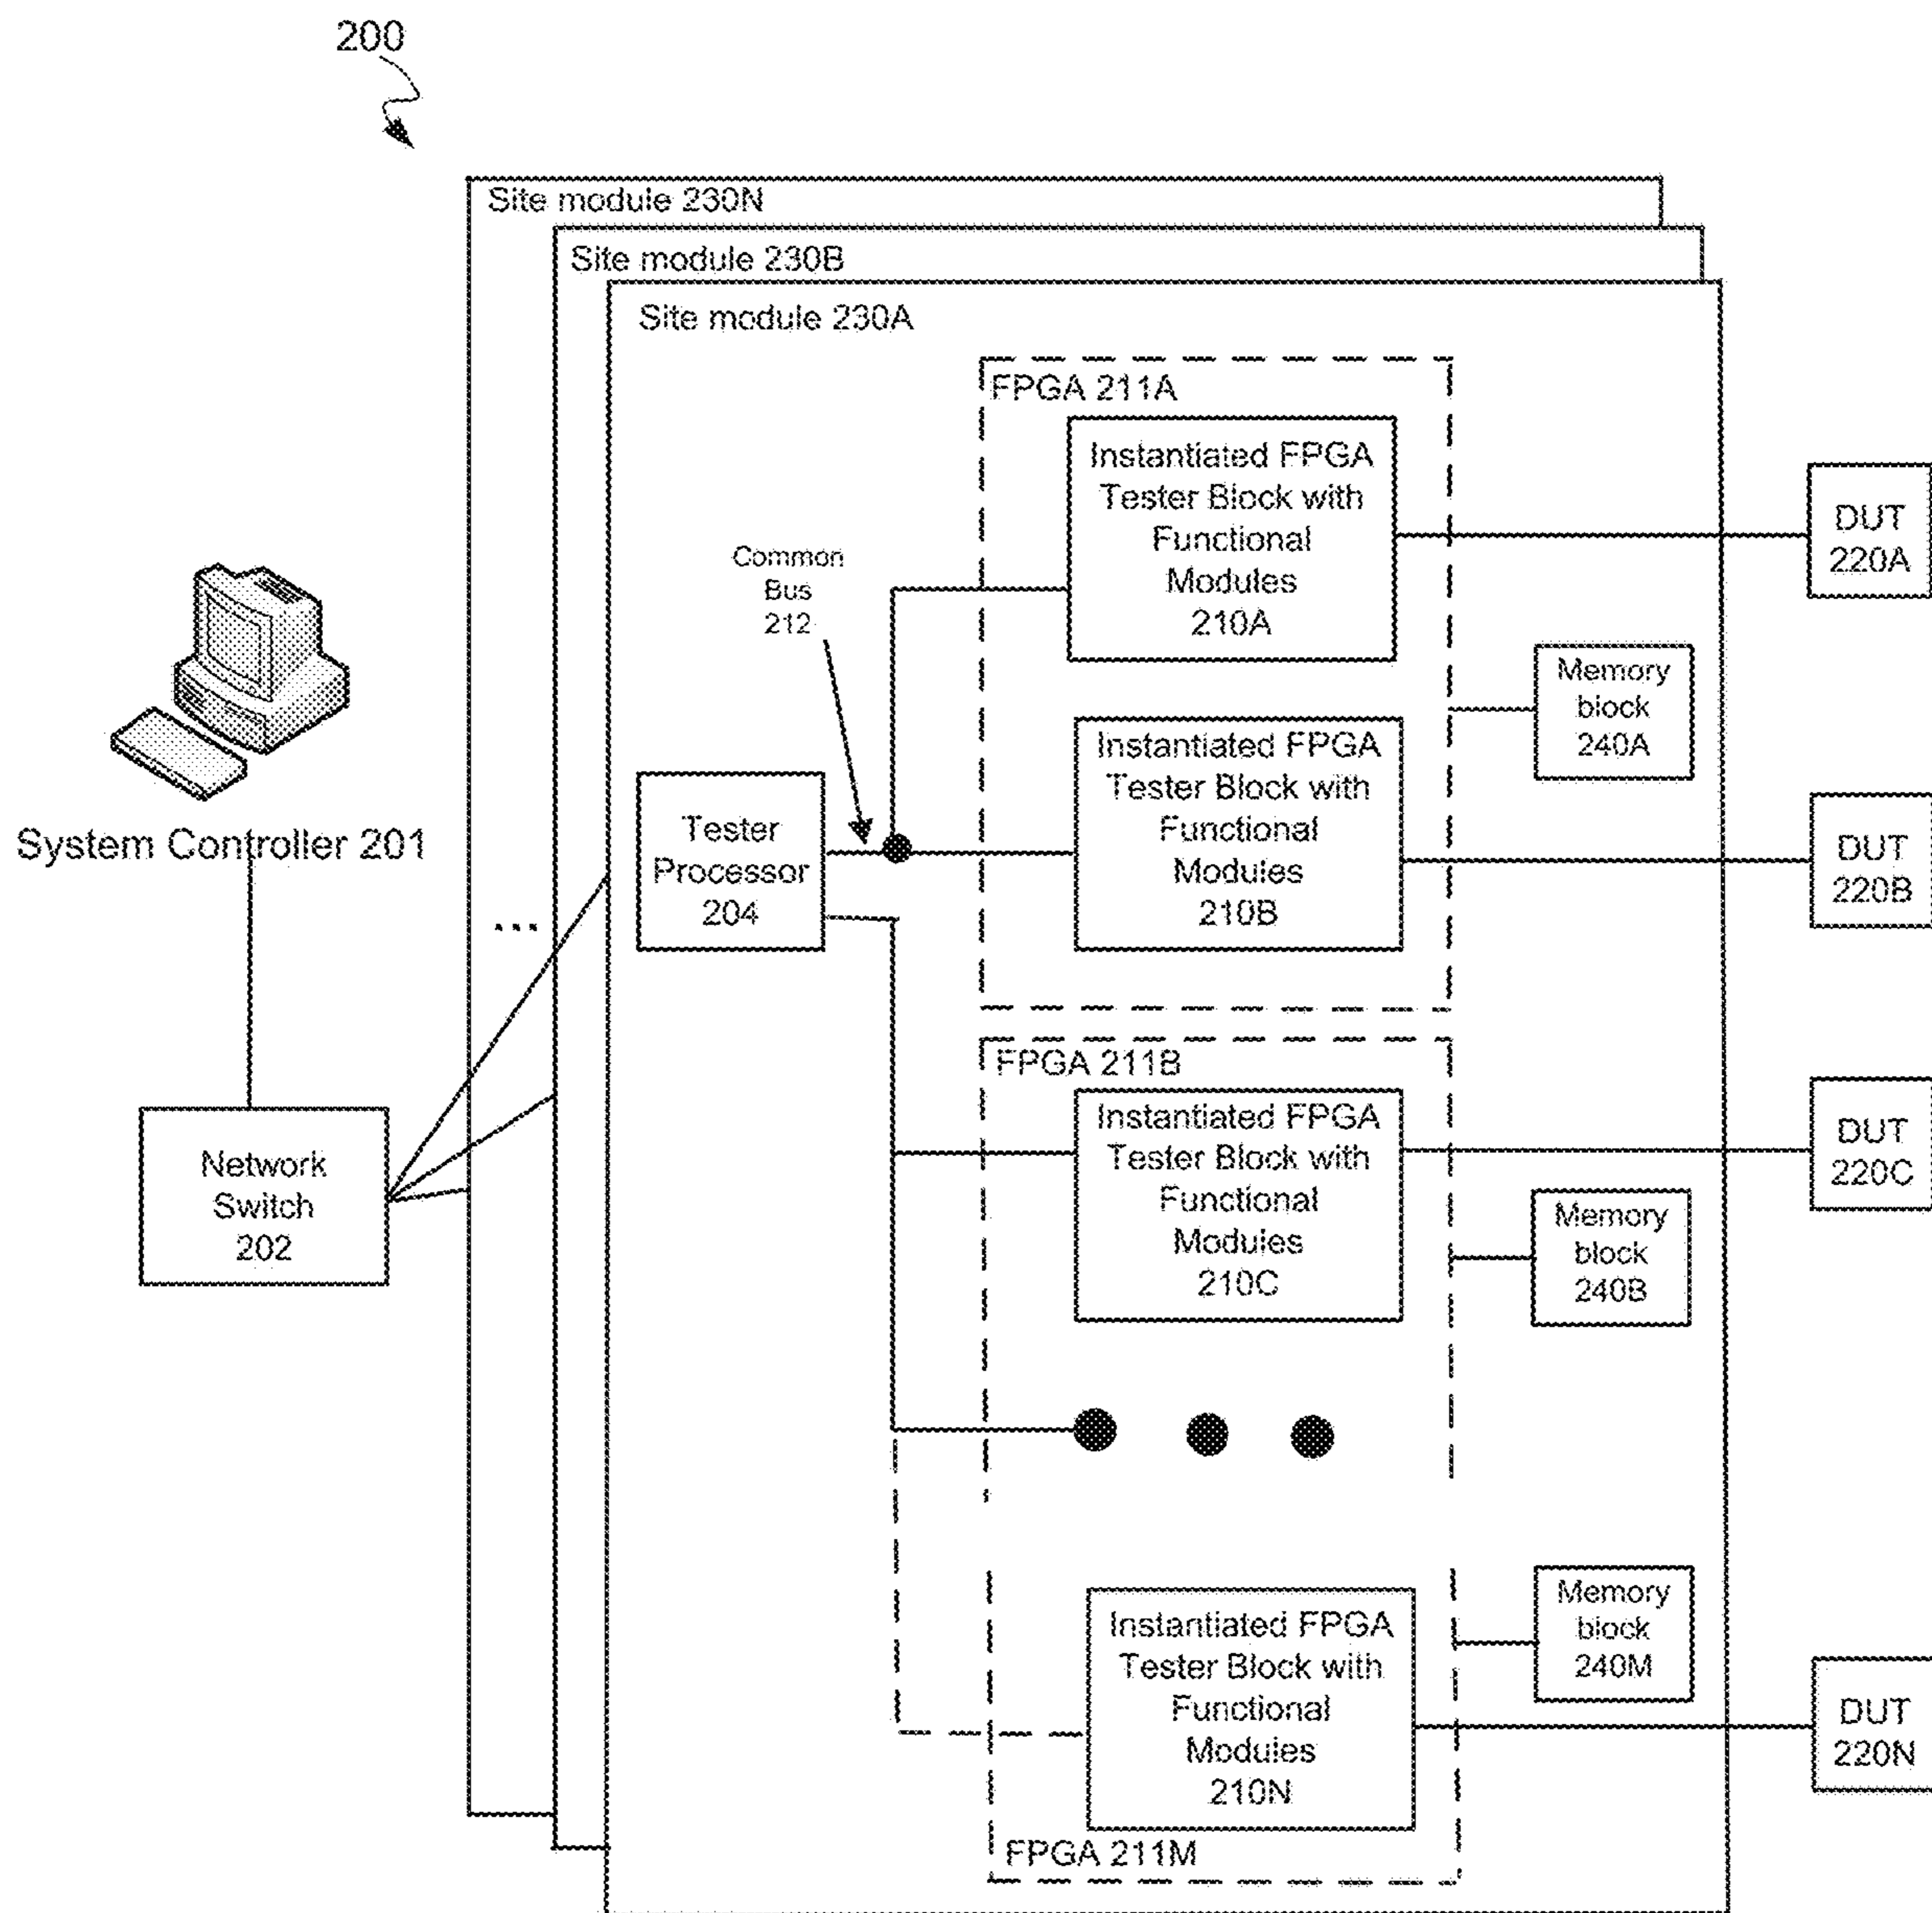 200
Site module 230N
Site module 230B
Site module 230A
FPGA 211A
Instantiated FPGA
Tester Block with
Functional
Modules
210A
DUT
220A
Common
Bus
212
Memory
block
240A
Instantiated FPGA
Tester Block with
Functional
Modules
210B
DUT
220B
Tester
Processor
204
System Controller 201
...
FPGA 211B
Instantiated FPGA
Tester Block with
Functional
Modules
210C
DUT
220C
Network
Switch
202
Memory
block
240B
Instantiated FPGA
Tester Block with
Functional
Modules
210N
Memory
block
240M
DUT
220N
FPGA 211M